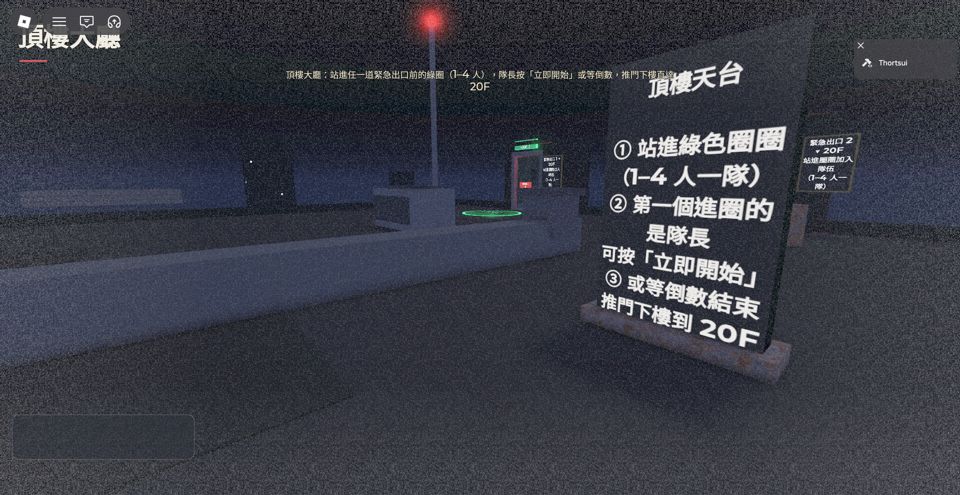 頂樓大廳
頂樓大廳：站進任一道緊急出口前的綠圈（1–4 人），隊長按「立即開始」或等倒數，推門下樓直達
20F
Thortsui
頂樓天台
① 站進綠色圈圈
（1–4 人一隊）
② 第一個進圈的
是隊長
可按「立即開始」
③ 或等倒數結束
推門下樓到 20F
緊急出口 2
▼ 20F
站進圈圈加入
隊伍
（1–4 人一
隊）